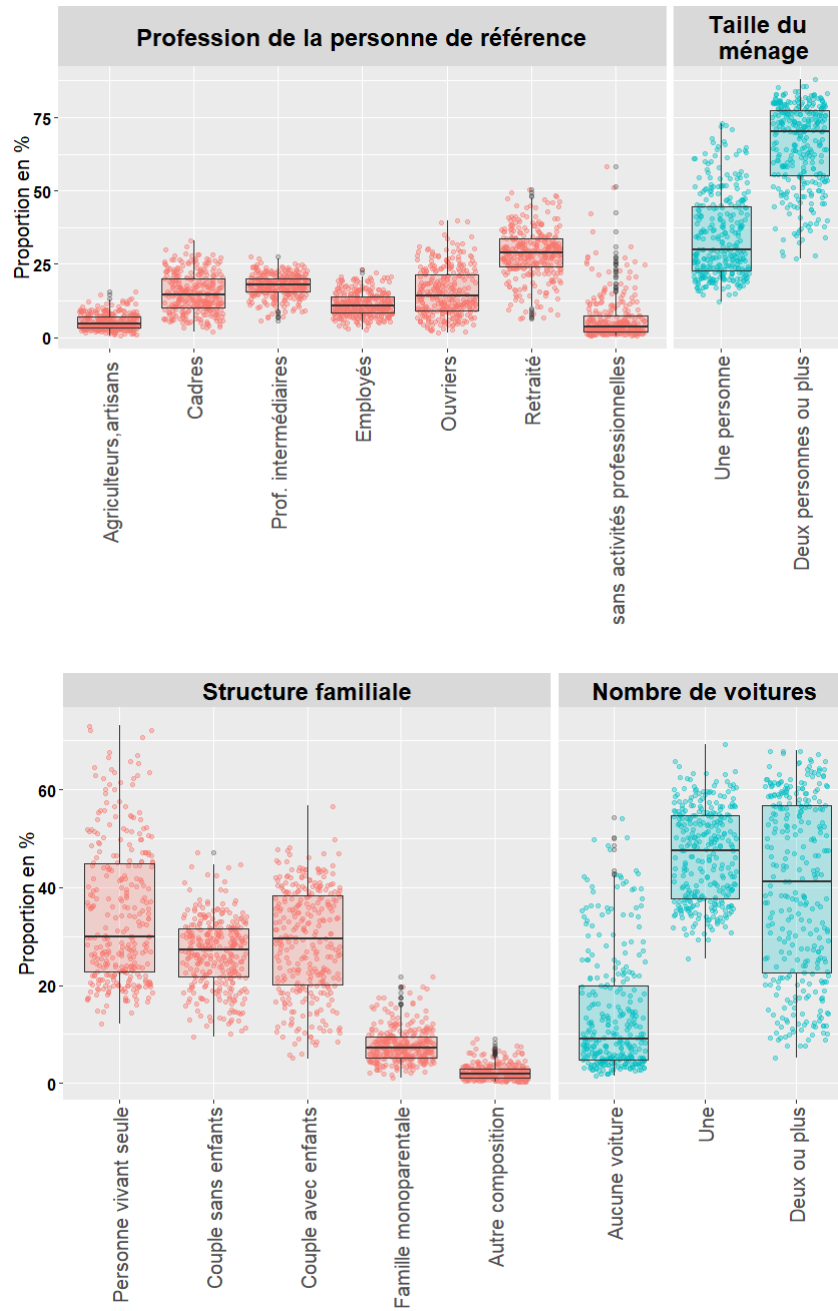 Profession de la personne de référence
Taille du
ménage
Proportion en %
75
50
25
0
Agriculteurs,artisans
Cadres
Prof. intermédiaires
Employés
Ouvriers
Retraité
sans activités professionnelles
Une personne
Deux personnes ou plus
Structure familiale
Nombre de voitures
Proportion en %
60
40
20
0
Personne vivant seule
Couple sans enfants
Couple avec enfants
Famille monoparentale
Autre composition
Aucune voiture
Une
Deux ou plus